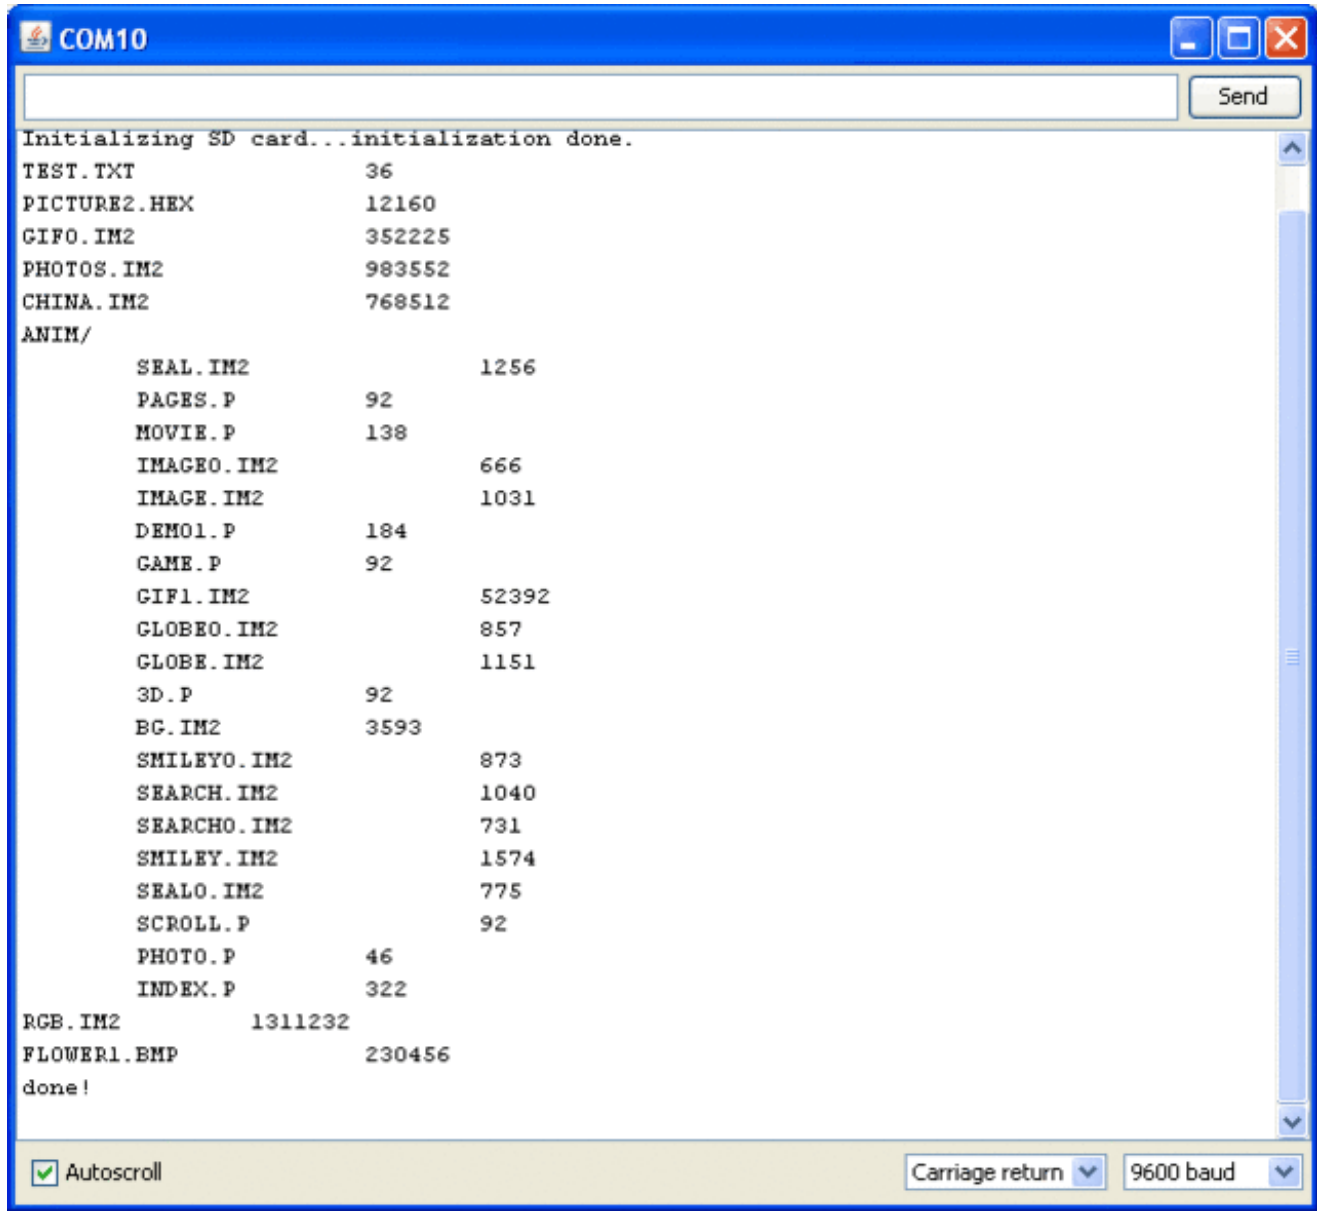 COM10
Send
Initializing SD card...initialization done.
TEST.TXT 36
PICTURE2.HEX 12160
GIF0.IM2 352225
PHOTOS.IM2 983552
CHINA.IM2 768512
ANIM/
SEAL.IM2 1256
PAGES.P 92
MOVIE.P 138
IMAGE0.IM2 666
IMAGE.IM2 1031
DEMO1.P 184
GAME.P 92
GIF1.IM2 52392
GLOBE0.IM2 857
GLOBE.IM2 1151
3D.P 92
BG.IM2 3593
SMILEY0.IM2 873
SEARCH.IM2 1040
SEARCH0.IM2 731
SMILEY.IM2 1574
SEAL0.IM2 775
SCROLL.P 92
PHOTO.P 46
INDEX.P 322
RGB.IM2 1311232
FLOWER1.BMP 230456
done!
Autoscroll Carriage return 9600 baud